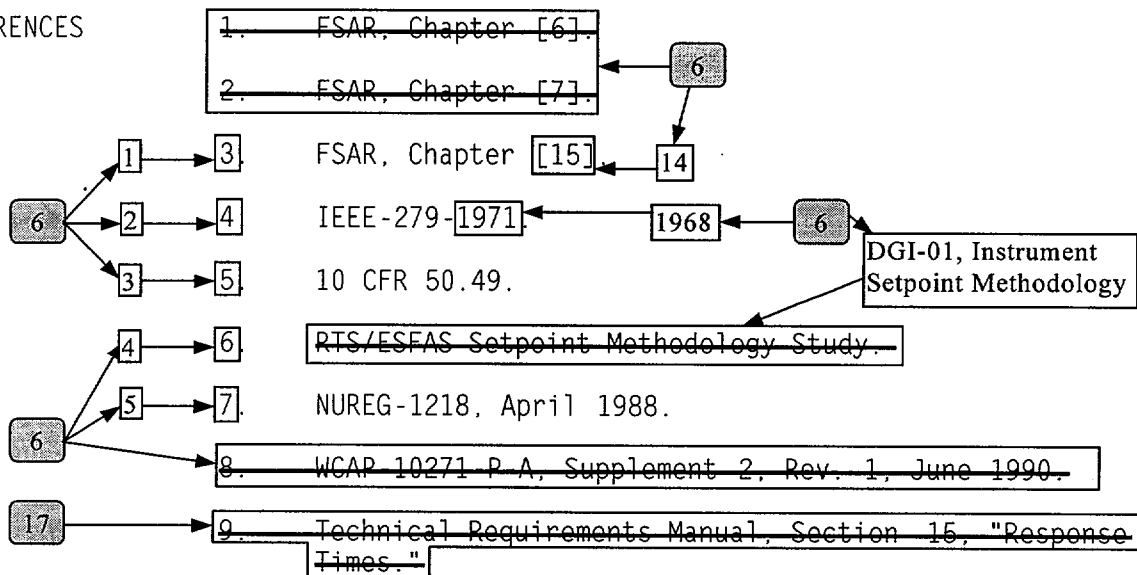 RENCES
1. FSAR, Chapter [6].
6
2. FSAR, Chapter [7].
1 3. FSAR, Chapter [15]. 14
6 2 4 IEEE-279-1971. 1968 6
DGI-01, Instrument
Setpoint Methodology
3 5. 10 CFR 50.49.
4 6. RTS/ESFAS Setpoint Methodology Study.
5 7. NUREG-1218, April 1988.
6
8. WCAP-10271-P-A, Supplement 2, Rev. 1, June 1990.
17 9. Technical Requirements Manual, Section 15, "Response
Times."